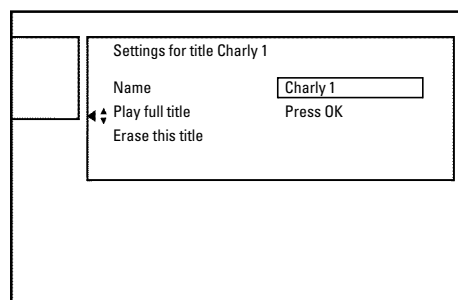 Settings for title Charly 1
Name Charly 1
Play full title Press OK
Erase this title